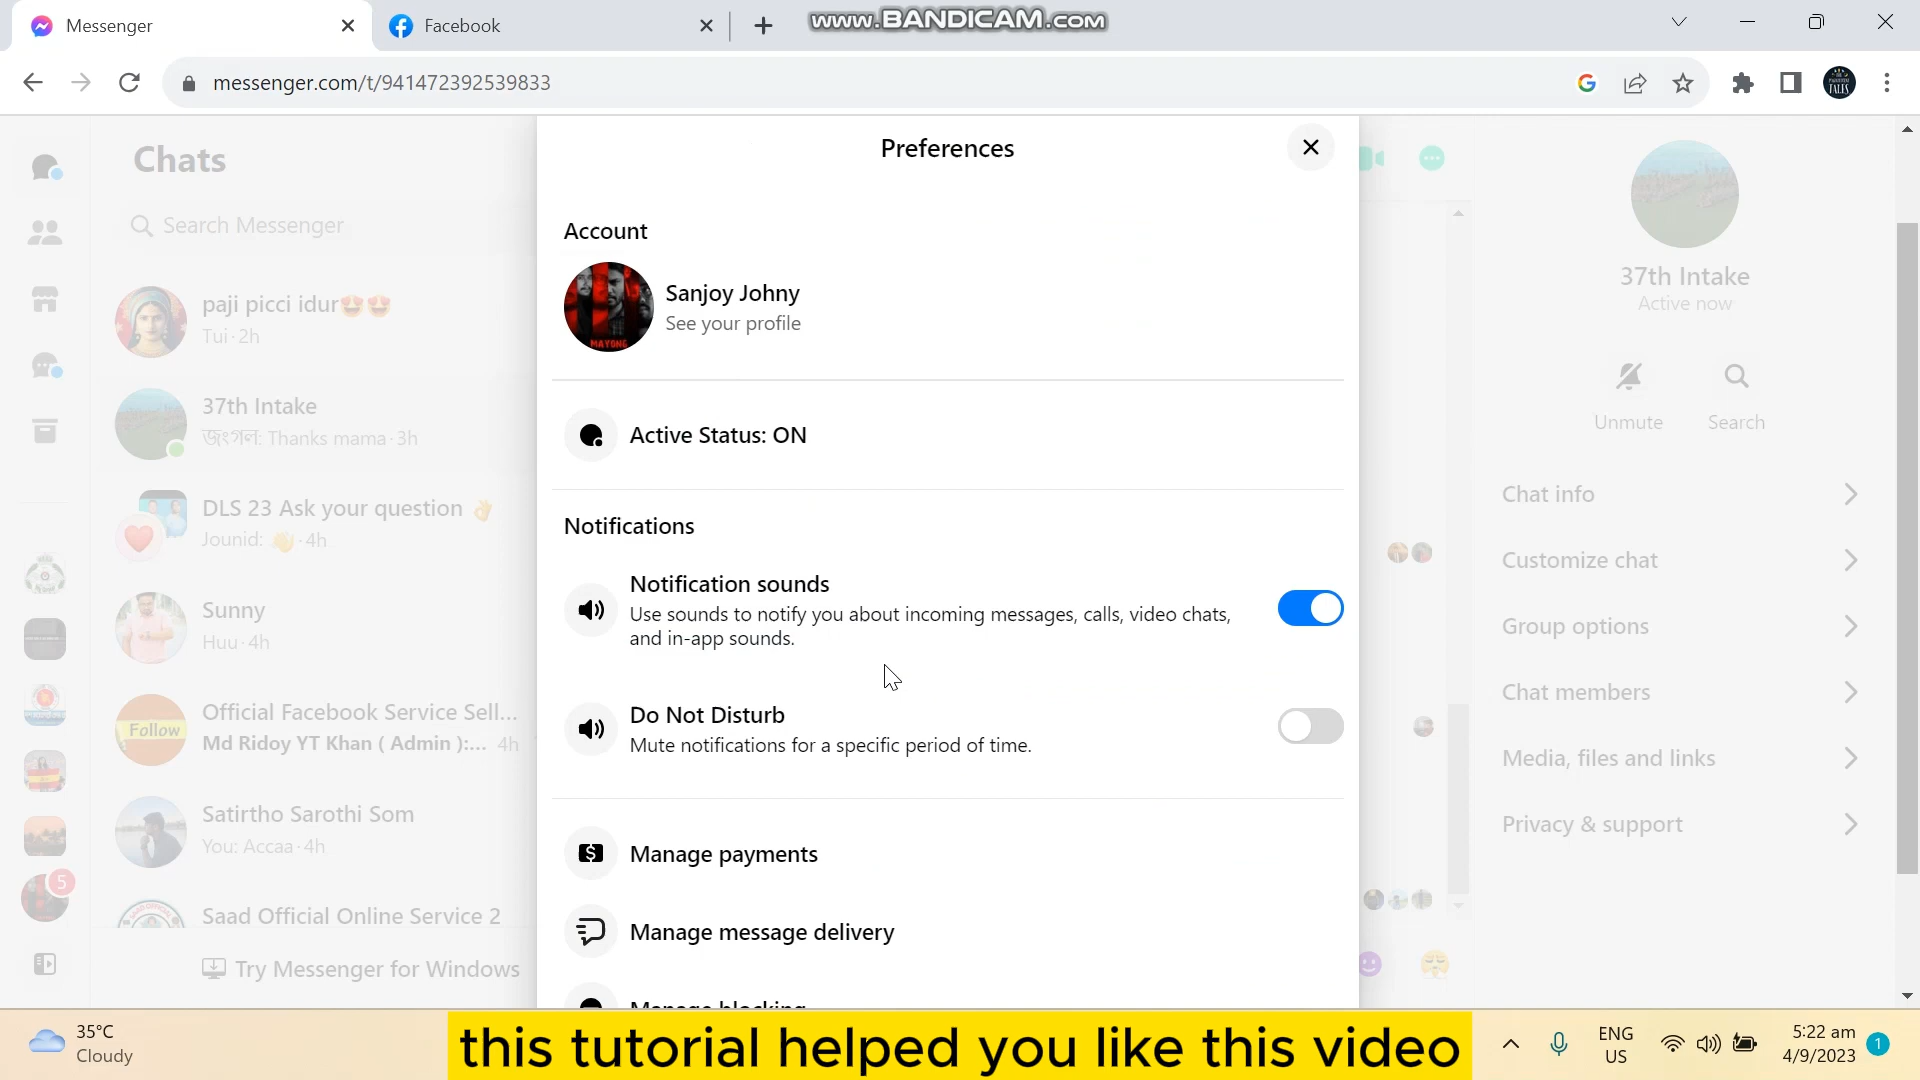 Messenger
Facebook
www.BANDICAM.com
messenger.com/t/941472392539833
Chats
Search Messenger
paji picci idur😍😍
Tui · 2h
37th Intake
জংগল: Thanks mama · 3h
DLS 23 Ask your question 👌
Jounid: 👋 · 4h
Sunny
Huu · 4h
Follow
Official Facebook Service Sell...
Md Ridoy YT Khan ( Admin ):... 4h
Satirtho Sarothi Som
You: Accaa · 4h
5
Saad Official Online Service 2
Try Messenger for Windows
Preferences
Account
MAYONG
Sanjoy Johny
See your profile
Active Status: ON
Notifications
Notification sounds
Use sounds to notify you about incoming messages, calls, video chats,
and in-app sounds.
Do Not Disturb
Mute notifications for a specific period of time.
Manage payments
Manage message delivery
Manage blocking
37th Intake
Active now
Unmute
Search
Chat info
Customize chat
Group options
Chat members
Media, files and links
Privacy & support
35°C
Cloudy
this tutorial helped you like this video
ENG
US
5:22 am
4/9/2023
1